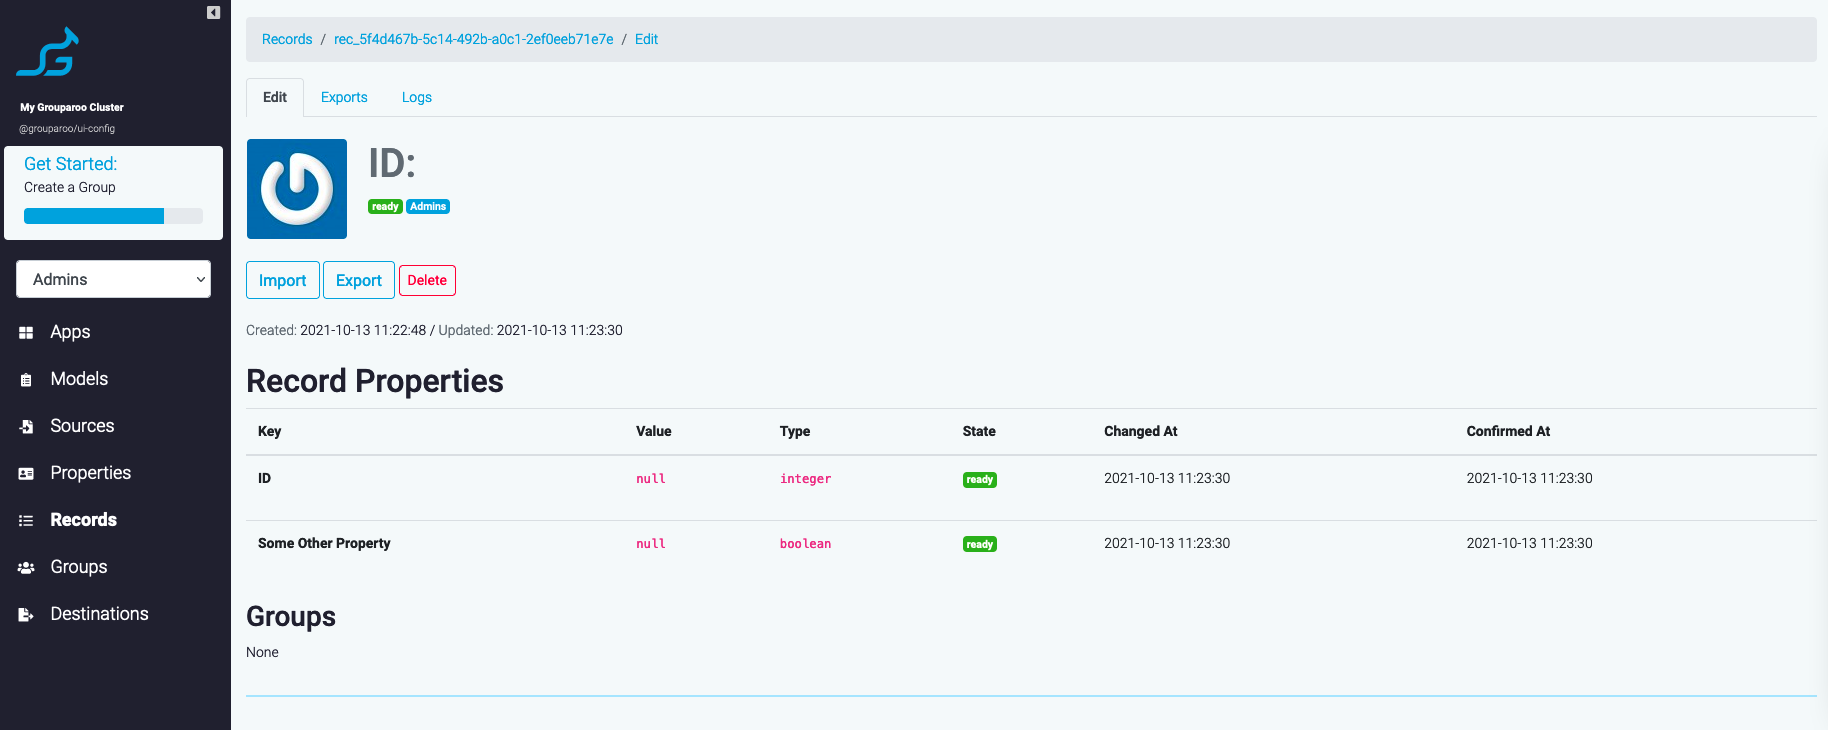 My Grouparoo Cluster
@grouparoo/ui-config
Get Started:
Create a Group
Admins
Apps
Models
Sources
Properties
Records
Groups
Destinations
Records / rec_5f4d467b-5c14-492b-a0c1-2ef0eeb71e7e / Edit
Edit Exports Logs
ID:
ready Admins
Import Export Delete
Created: 2021-10-13 11:22:48 / Updated: 2021-10-13 11:23:30
Record Properties
Key Value Type State Changed At Confirmed At
ID null integer ready 2021-10-13 11:23:30 2021-10-13 11:23:30
Some Other Property null boolean ready 2021-10-13 11:23:30 2021-10-13 11:23:30
Groups
None